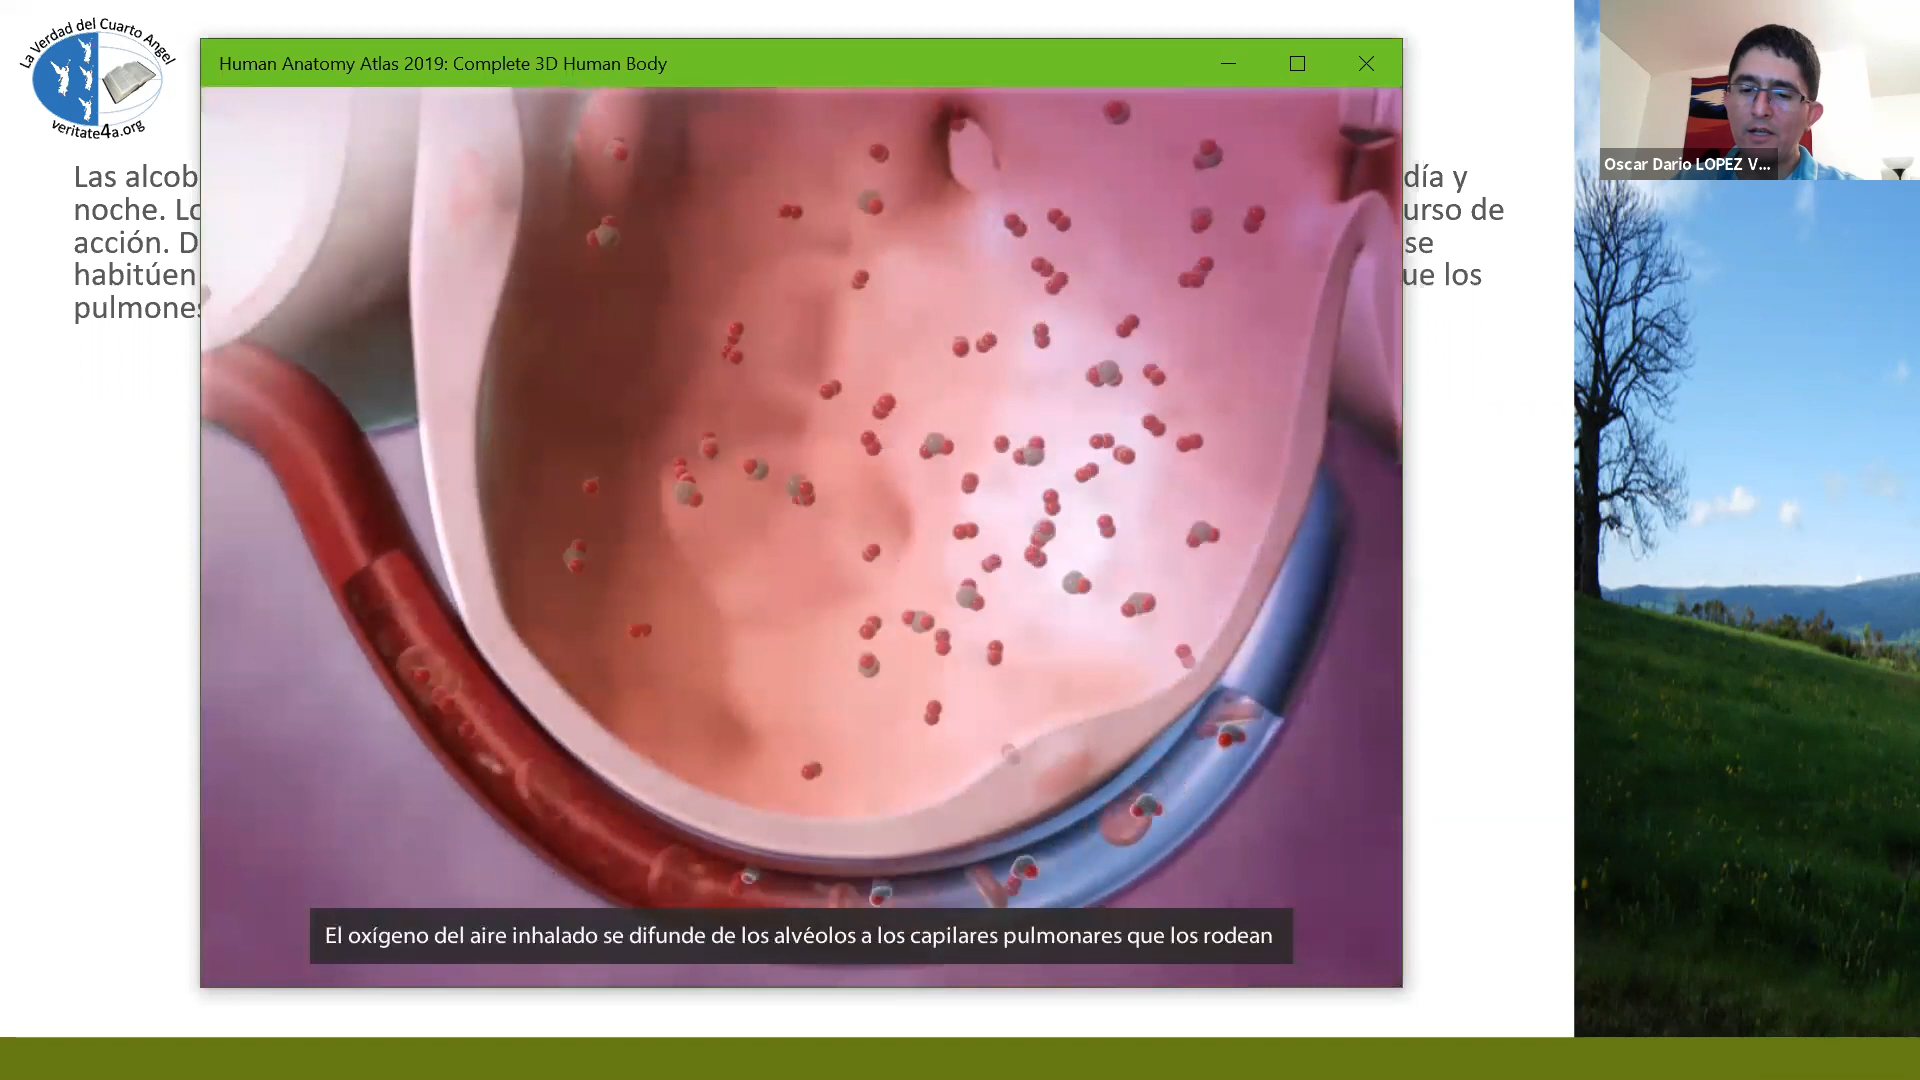 La Verdad del Cuarto Angel
veritate4a.org
Human Anatomy Atlas 2019: Complete 3D Human Body
Oscar Dario LOPEZ V...
Las alcob
día y
noche. Lo
urso de
acción. D
se
habitúen
ue los
pulmones
El oxígeno del aire inhalado se difunde de los alvéolos a los capilares pulmonares que los rodean